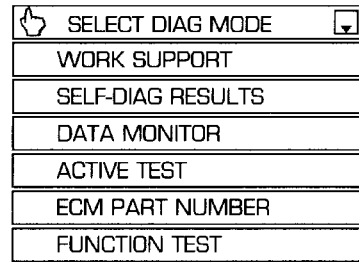 SELECT DIAG MODE
WORK SUPPORT
SELF-DIAG RESULTS
DATA MONITOR
ACTIVE TEST
ECM PART NUMBER
FUNCTION TEST